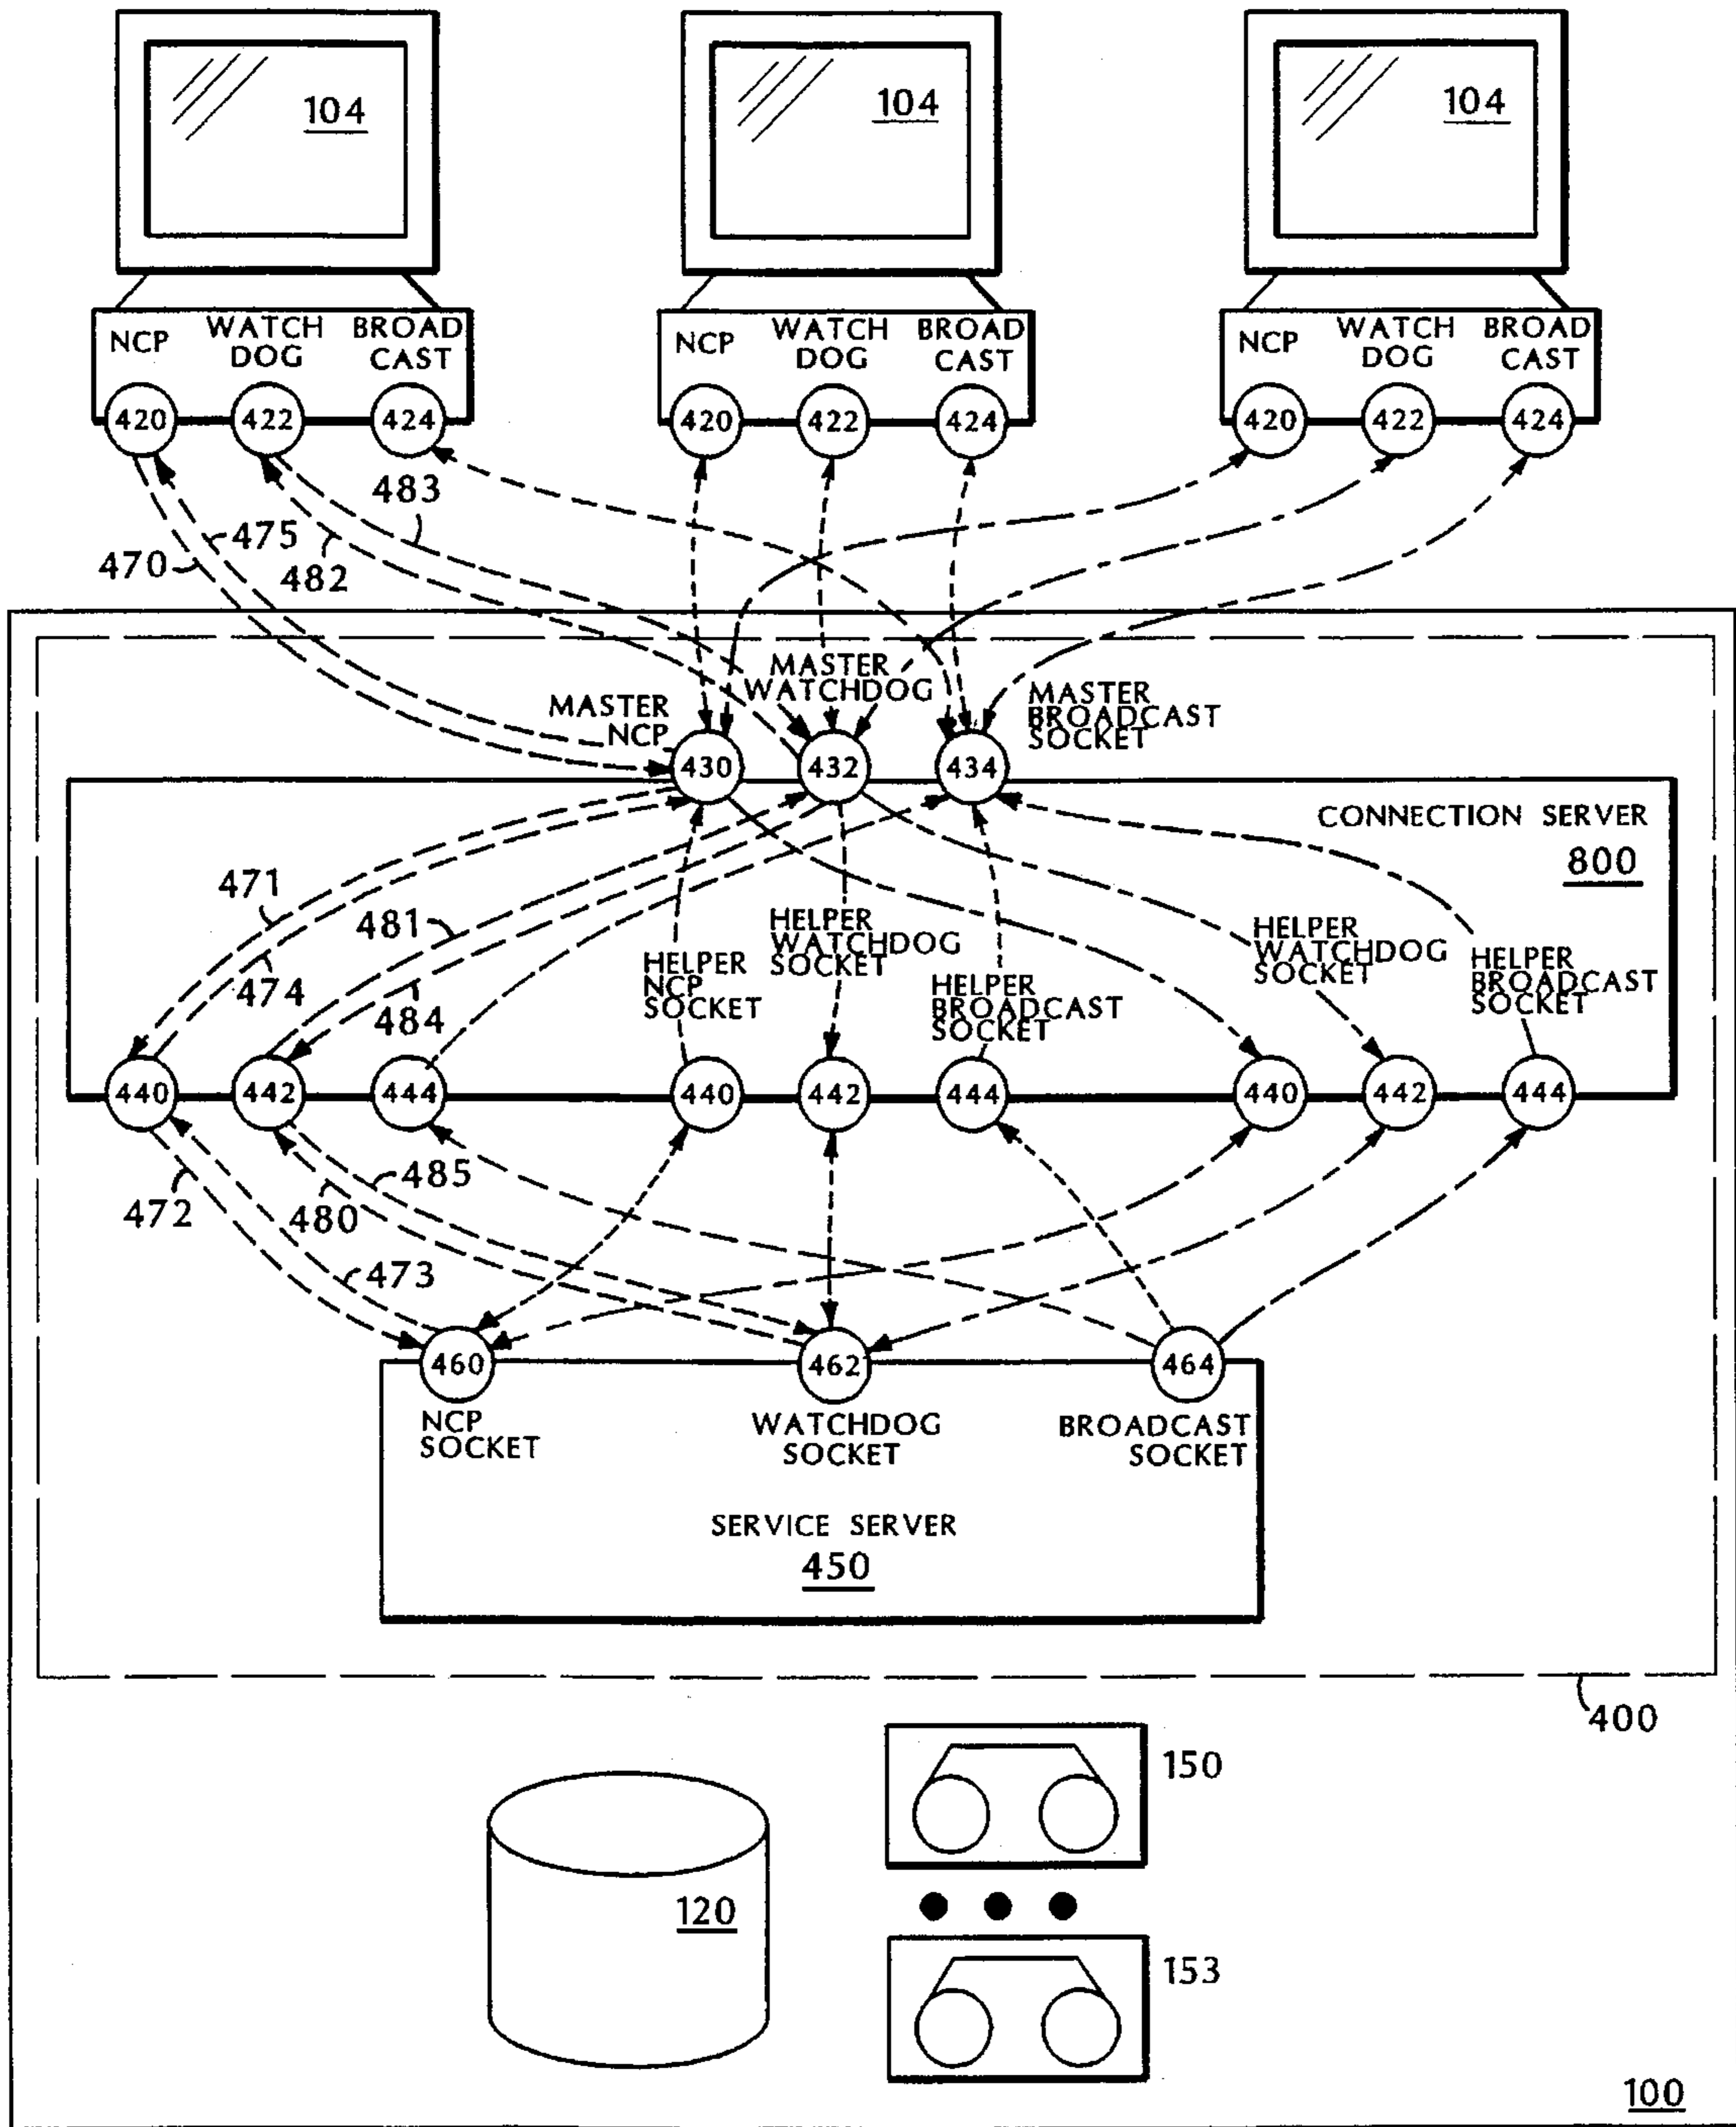 104 104 104
NCP WATCH DOG BROAD CAST NCP WATCH DOG BROAD CAST NCP WATCH DOG BROAD CAST
420 422 424 420 422 424 420 422 424
483
475
470
482
MASTER
WATCHDOG
MASTER
NCP
MASTER
BROADCAST
SOCKET
430 432 434
CONNECTION SERVER
800
471
481
474
484
HELPER
NCP
SOCKET
HELPER
WATCHDOG
SOCKET
HELPER
BROADCAST
SOCKET
HELPER
WATCHDOG
SOCKET
HELPER
BROADCAST
SOCKET
440 442 444 440 442 444 440 442 444
485
472
480
473
460 462 464
NCP
SOCKET
WATCHDOG
SOCKET
BROADCAST
SOCKET
SERVICE SERVER
450
400
150
120
153
100